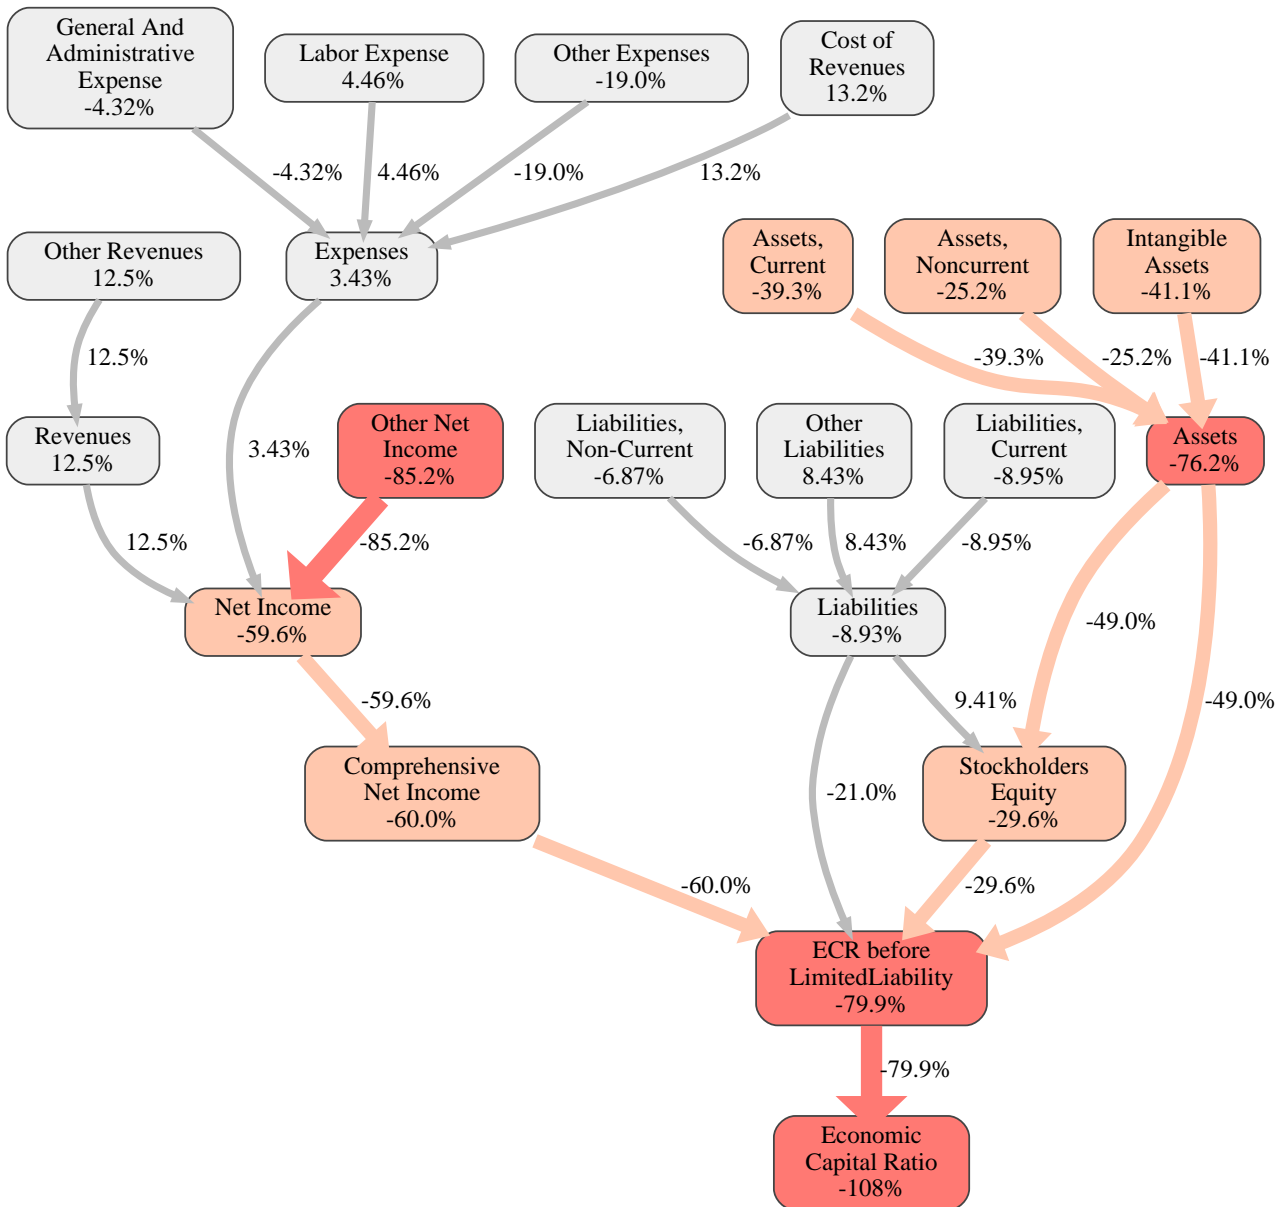 General And
Administrative
Expense
-4.32%
Labor Expense
4.46%
Other Expenses
-19.0%
Cost of
Revenues
13.2%
-4.32%
4.46%
-19.0%
13.2%
Other Revenues
12.5%
Expenses
3.43%
Assets,
Current
-39.3%
Assets,
Noncurrent
-25.2%
Intangible
Assets
-41.1%
12.5%
-39.3%
-25.2%
-41.1%
Revenues
12.5%
3.43%
Other Net
Income
-85.2%
Liabilities,
Non-Current
-6.87%
Other
Liabilities
8.43%
Liabilities,
Current
-8.95%
Assets
-76.2%
12.5%
-85.2%
-6.87%
8.43%
-8.95%
Net Income
-59.6%
Liabilities
-8.93%
-49.0%
-59.6%
9.41%
-49.0%
Comprehensive
Net Income
-60.0%
-21.0%
Stockholders
Equity
-29.6%
-60.0%
-29.6%
ECR before
LimitedLiability
-79.9%
-79.9%
Economic
Capital Ratio
-108%